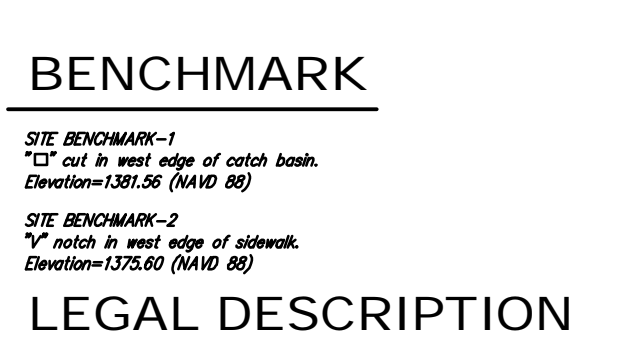 BENCHMARK
SITE BENCHMARK-1
"□" cut in west edge of catch basin.
Elevation=1381.56 (NAVD 88)
SITE BENCHMARK-2
"V" notch in west edge of sidewalk.
Elevation=1375.60 (NAVD 88)
LEGAL DESCRIPTION